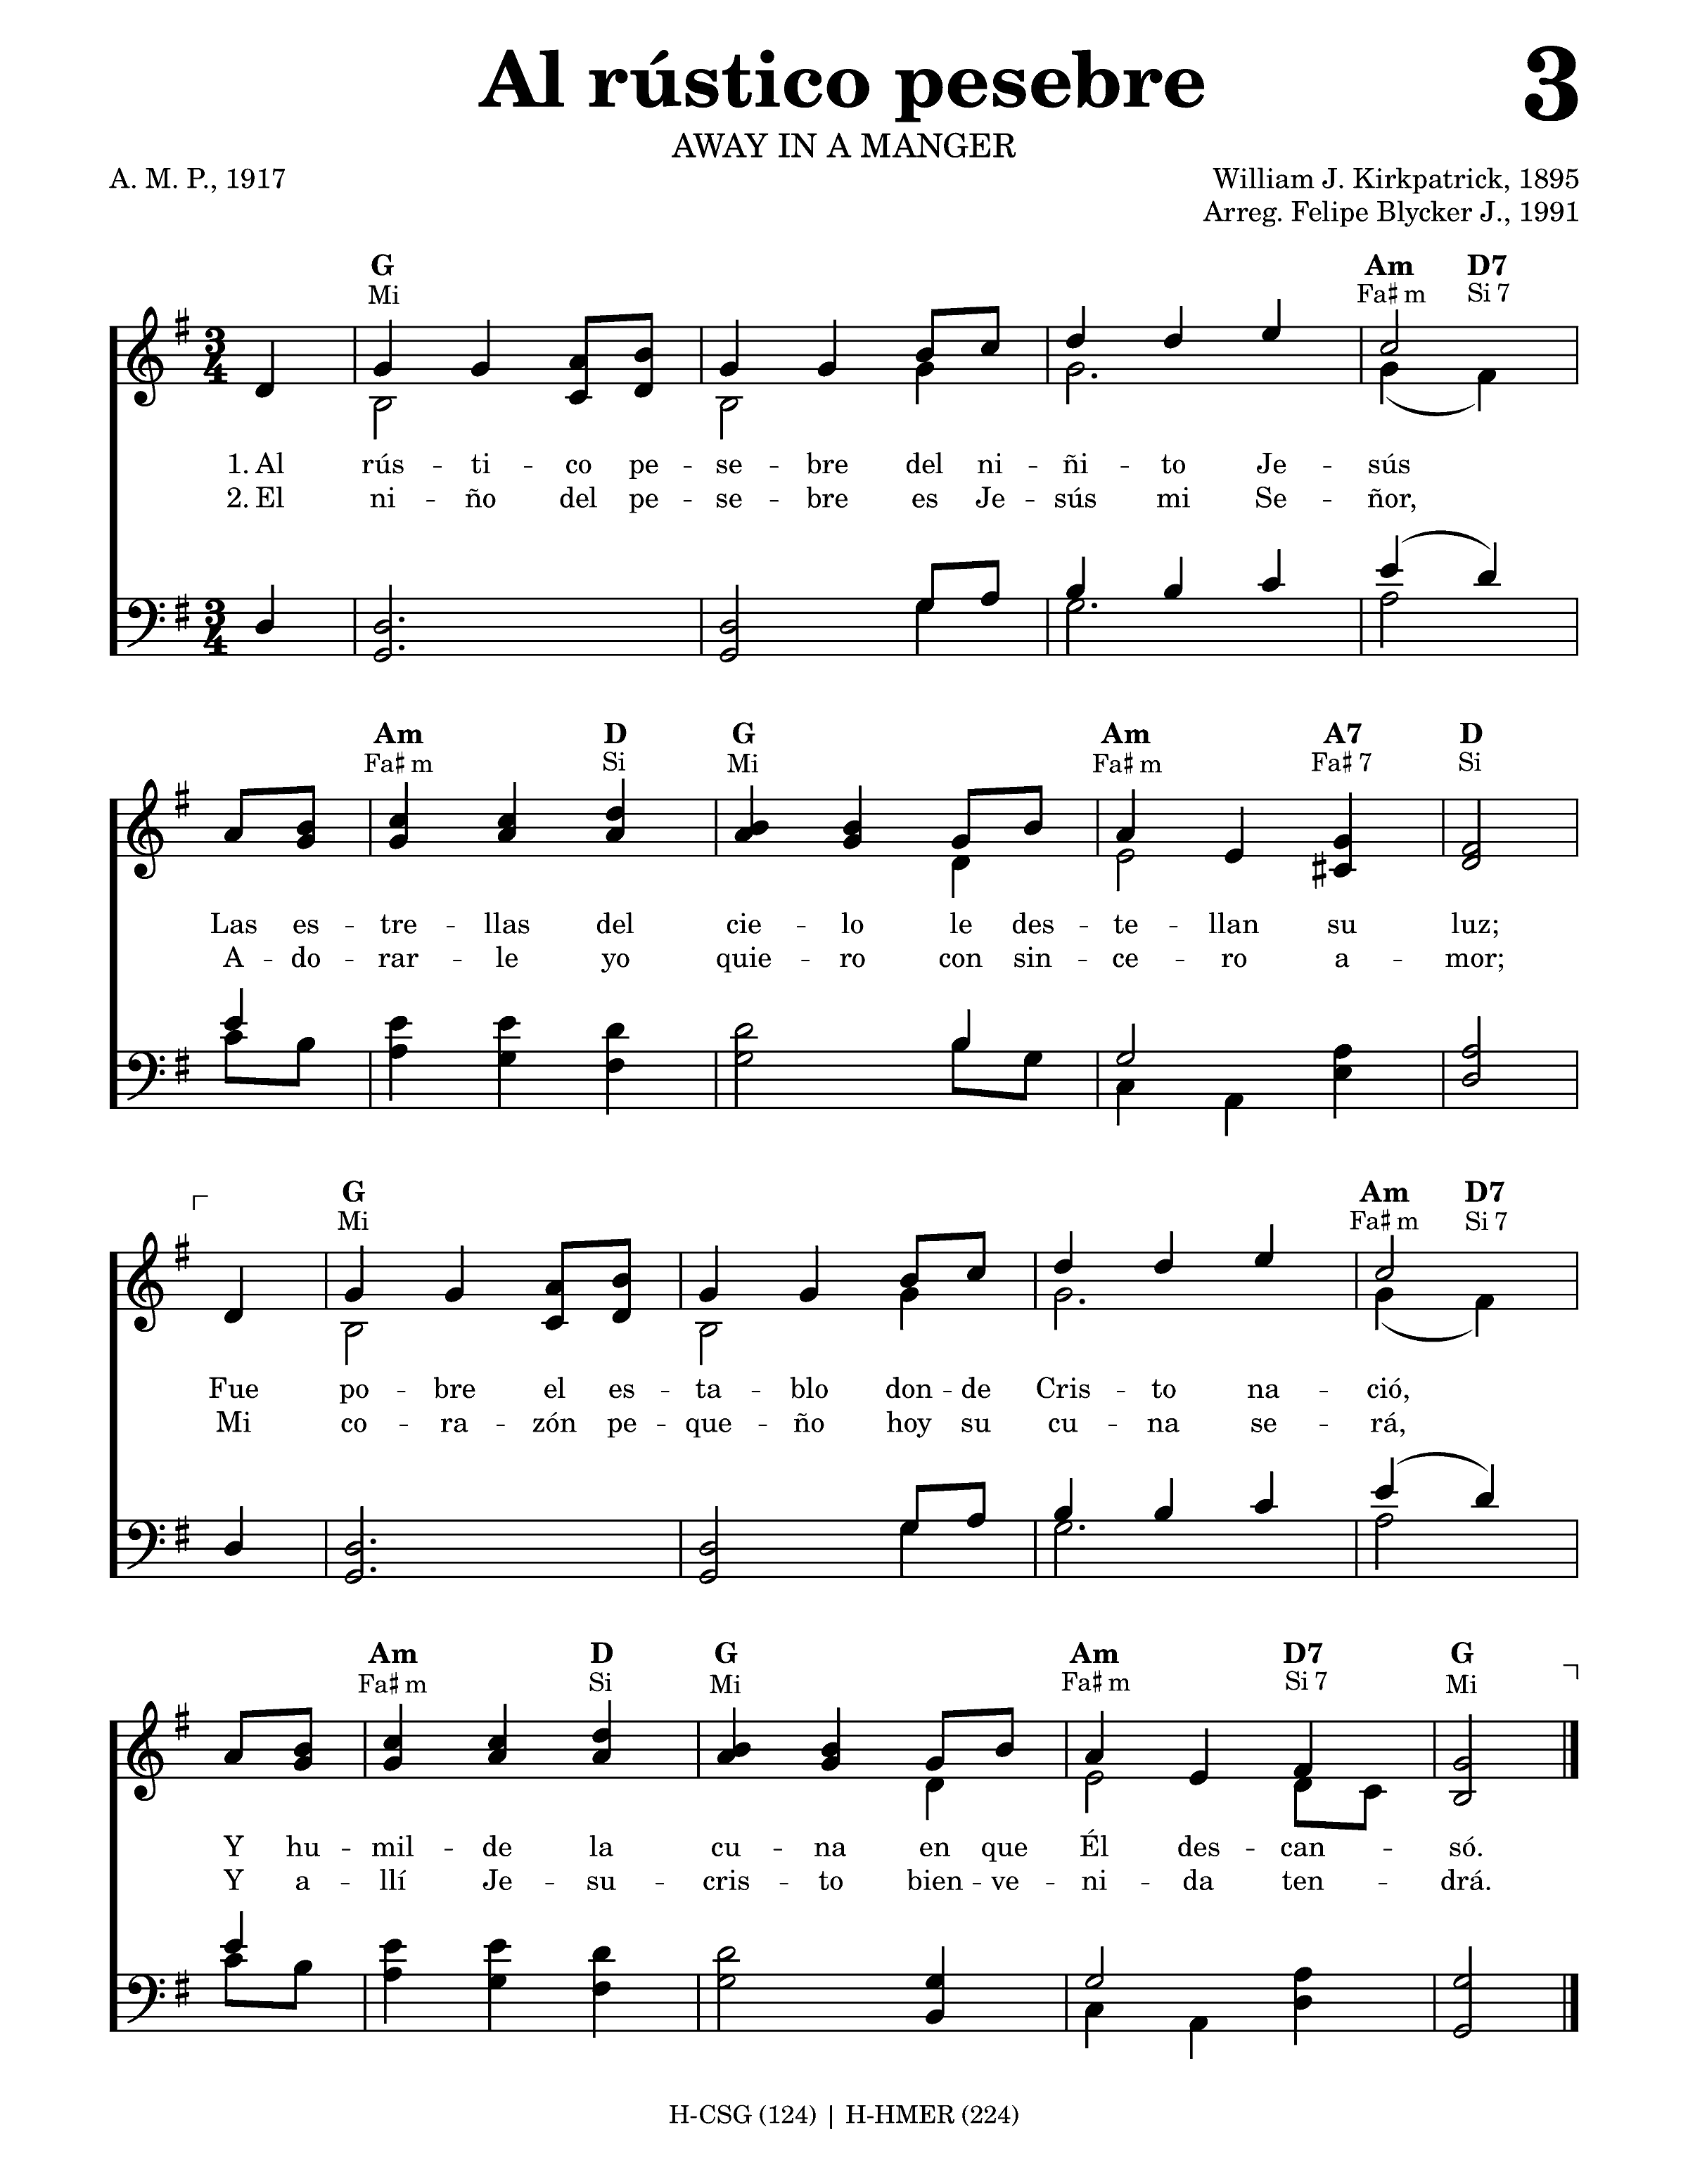 Al rústico pesebre 3
AWAY IN A MANGER
A. M. P., 1917 William J. Kirkpatrick, 1895
Arreg. Felipe Blycker J., 1991
G Am D7
Mi Fa♯ m Si 7
3 4
1. Al rús - ti - co pe - se - bre del ni - ñi - to Je - sús
2. El ni - ño del pe - se - bre es Je - sús mi Se - ñor,
3 4
Am D G Am A7 D
Fa♯ m Si Mi Fa♯ m Fa♯ 7 Si
Las es - tre - llas del cie - lo le des - te - llan su luz;
A - do - rar - le yo quie - ro con sin - ce - ro a - mor;
G Am D7
Mi Fa♯ m Si 7
Fue po - bre el es - ta - blo don - de Cris - to na - ció,
Mi co - ra - zón pe - que - ño hoy su cu - na se - rá,
Am D G Am D7 G
Fa♯ m Si Mi Fa♯ m Si 7 Mi
Y hu - mil - de la cu - na en que Él des - can - só.
Y a - llí Je - su - cris - to bien - ve - ni - da ten - drá.
H-CSG (124) | H-HMER (224)